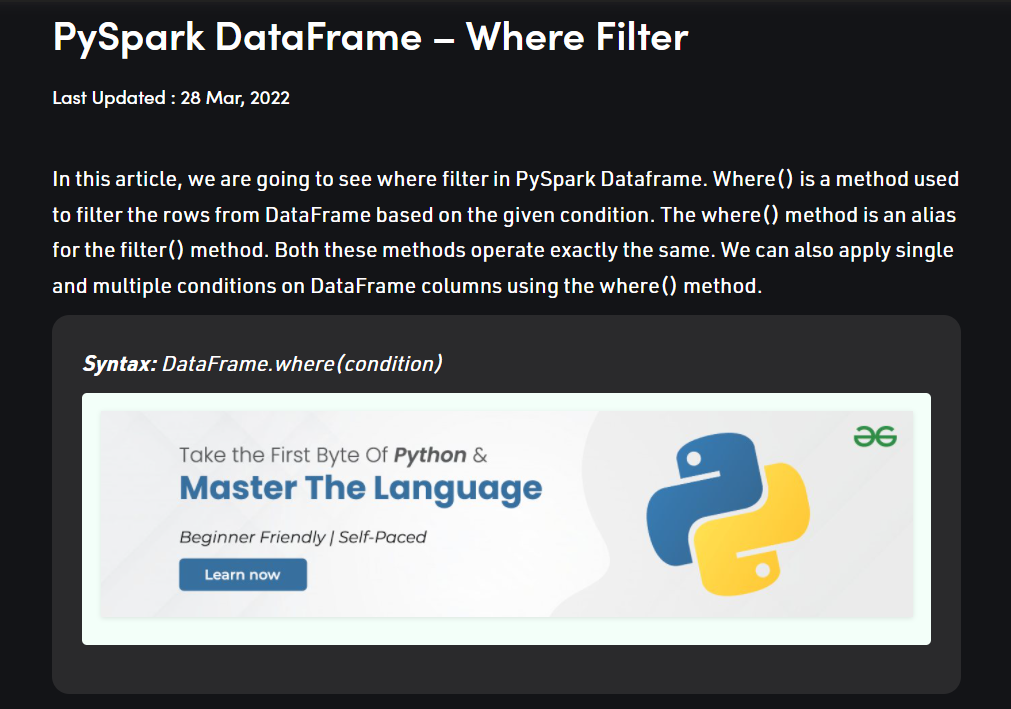 PySpark DataFrame – Where Filter
Last Updated : 28 Mar, 2022
In this article, we are going to see where filter in PySpark Dataframe. Where() is a method used
to filter the rows from DataFrame based on the given condition. The where() method is an alias
for the filter() method. Both these methods operate exactly the same. We can also apply single
and multiple conditions on DataFrame columns using the where() method.
Syntax: DataFrame.where(condition)
Take the First Byte Of Python &
Master The Language
Beginner Friendly | Self-Paced
Learn now